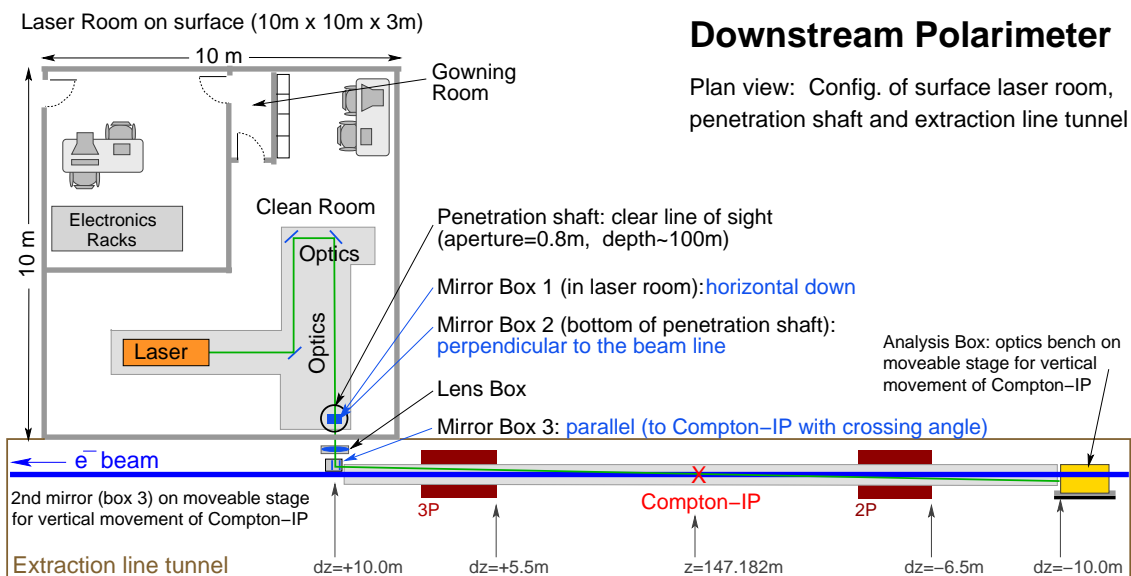 Laser Room on surface (10m x 10m x 3m)
10 m
Downstream Polarimeter
Gowning
Room
Plan view: Config. of surface laser room,
penetration shaft and extraction line tunnel
10 m
Electronics
Racks
Clean Room
Optics
Penetration shaft: clear line of sight
(aperture=0.8m, depth~100m)
Mirror Box 1 (in laser room): horizontal down
Optics
Mirror Box 2 (bottom of penetration shaft):
perpendicular to the beam line
Laser
Analysis Box: optics bench on
moveable stage for vertical
movement of Compton−IP
Lens Box
Mirror Box 3: parallel (to Compton−IP with crossing angle)
e⁻ beam
X
2nd mirror (box 3) on moveable stage
for vertical movement of Compton−IP
3P
Compton−IP
2P
Extraction line tunnel
dz=+10.0m
dz=+5.5m
z=147.182m
dz=−6.5m
dz=−10.0m